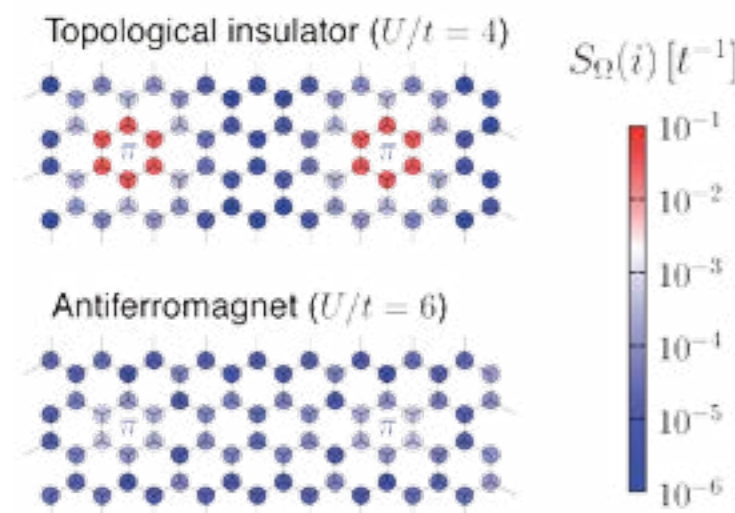 Topological insulator (U/t = 4)
π π
Antiferromagnet (U/t = 6)
π π
S_Ω(i) [t⁻¹]
10⁻¹
10⁻²
10⁻³
10⁻⁴
10⁻⁵
10⁻⁶